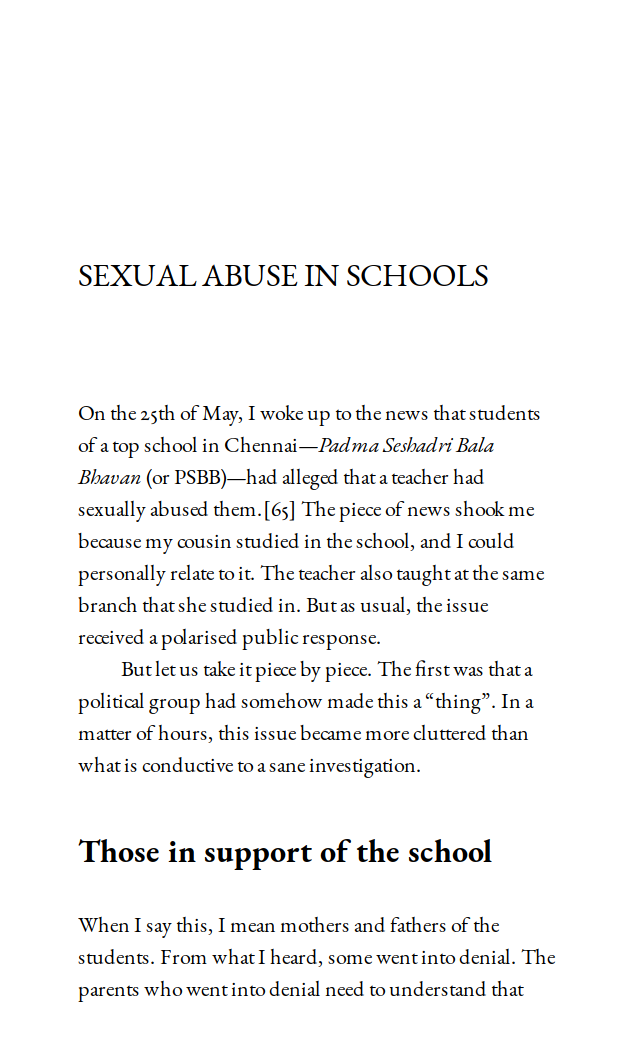 SEXUAL ABUSE IN SCHOOLS
On the 25th of May, I woke up to the news that students
of a top school in Chennai—Padma Seshadri Bala
Bhavan (or PSBB)—had alleged that a teacher had
sexually abused them.[65] The piece of news shook me
because my cousin studied in the school, and I could
personally relate to it. The teacher also taught at the same
branch that she studied in. But as usual, the issue
received a polarised public response.
But let us take it piece by piece. The first was that a
political group had somehow made this a “thing”. In a
matter of hours, this issue became more cluttered than
what is conductive to a sane investigation.
Those in support of the school
When I say this, I mean mothers and fathers of the
students. From what I heard, some went into denial. The
parents who went into denial need to understand that